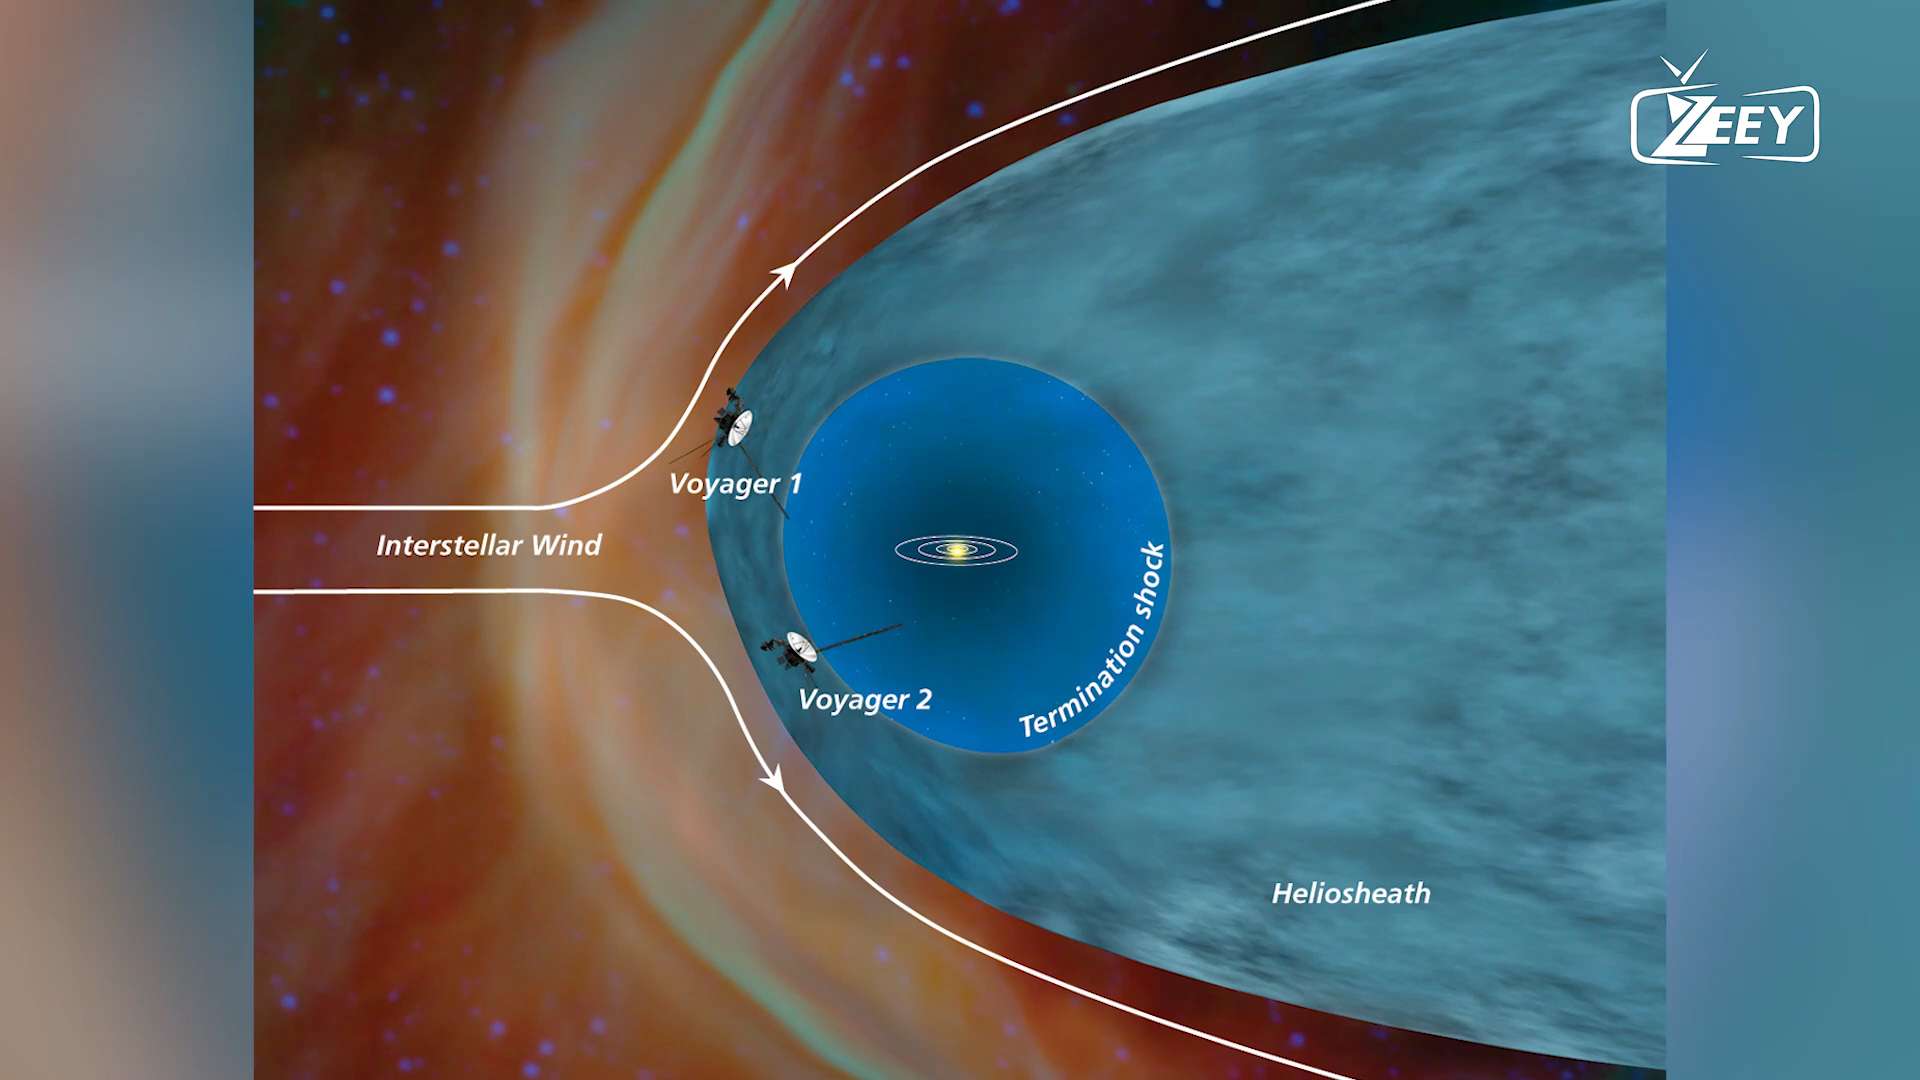 ZEEY
Voyager 1
Interstellar Wind
Termination shock
Voyager 2
Heliosheath